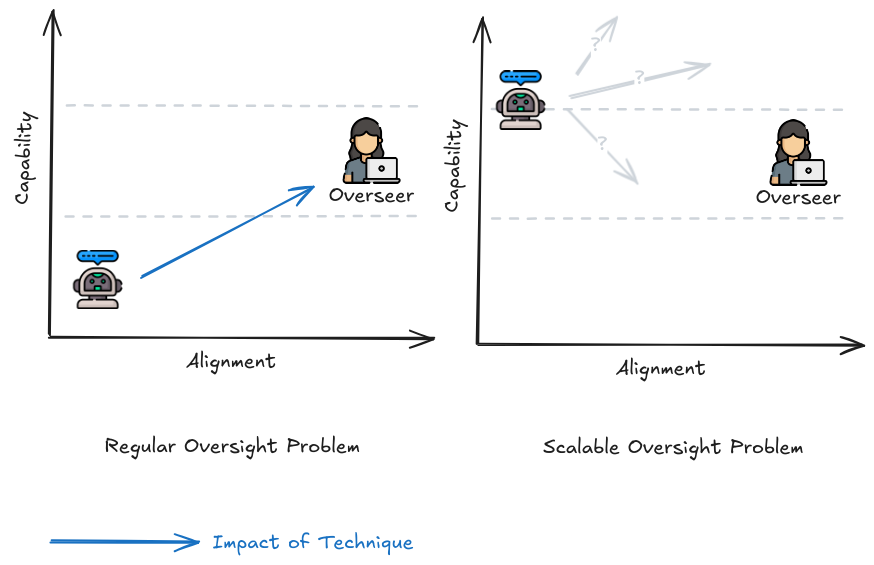 Capability
Overseer
Alignment
Regular Oversight Problem
Capability
?
?
?
Overseer
Alignment
Scalable Oversight Problem
Impact of Technique